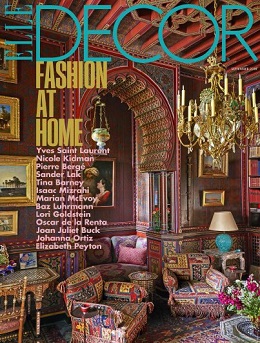 ELLE DECOR
FASHION
AT
HOME
Yves Saint Laurent
Nicole Kidman
Pierre Bergé
Sander Lak
Tina Barney
Isaac Mizrahi
Marian McEvoy
Baz Luhrmann
Lori Goldstein
Oscar de la Renta
Joan Juliet Buck
Johanna Ortiz
Elizabeth Peyton